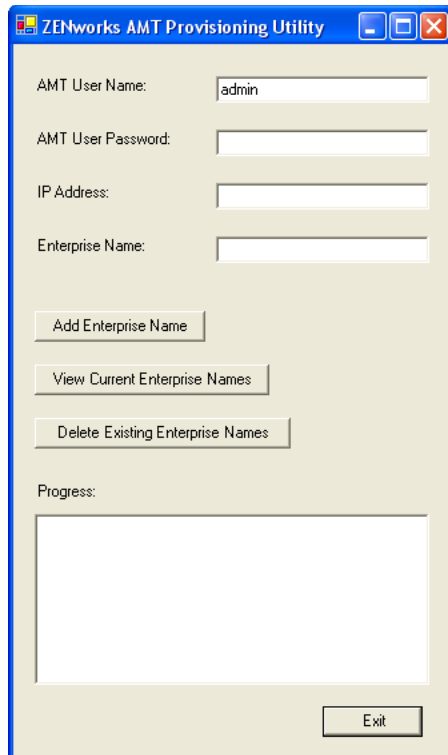 ZENworks AMT Provisioning Utility
AMT User Name: admin
AMT User Password:
IP Address:
Enterprise Name:
Add Enterprise Name
View Current Enterprise Names
Delete Existing Enterprise Names
Progress:
Exit